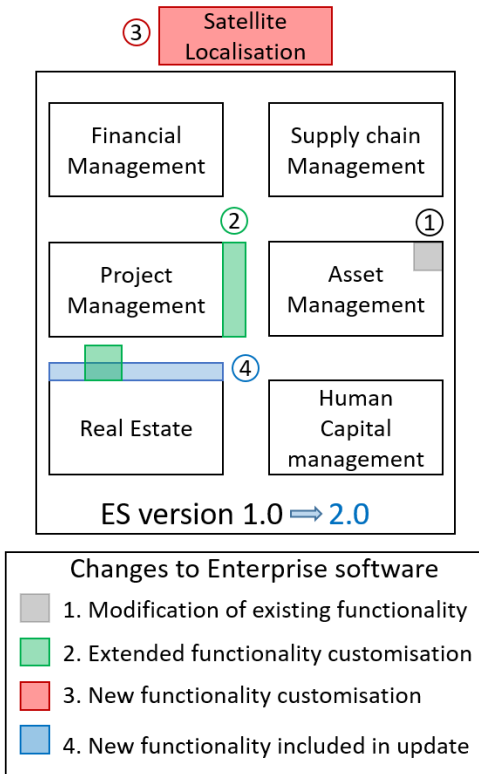 3
Satellite
Localisation
Financial
Management
Supply chain
Management
2
1
Project
Management
Asset
Management
4
Real Estate
Human
Capital
management
ES version 1.0 ⇒ 2.0
Changes to Enterprise software
1. Modification of existing functionality
2. Extended functionality customisation
3. New functionality customisation
4. New functionality included in update